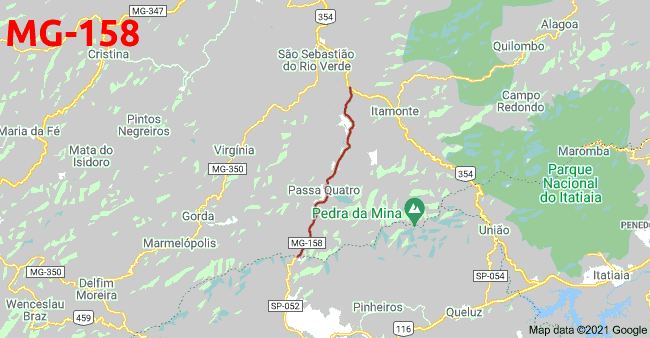 MG-158
MG-347
354
Alagoa
Cristina
São Sebastião
do Rio Verde
Quilombo
Campo
Redondo
Pintos
Negreiros
Itamonte
Maria da Fé
Mata do
Isidoro
Virgínia
Maromba
MG-350
354
Parque
Nacional
do Itatiaia
Passa Quatro
Gorda
Pedra da Mina
União
PENEDO
Marmelópolis
MG-158
MG-350
Delfim
Moreira
SP-054
Itatiaia
Wenceslau
Braz
459
SP-052
Pinheiros
Queluz
116
Map data ©2021 Google